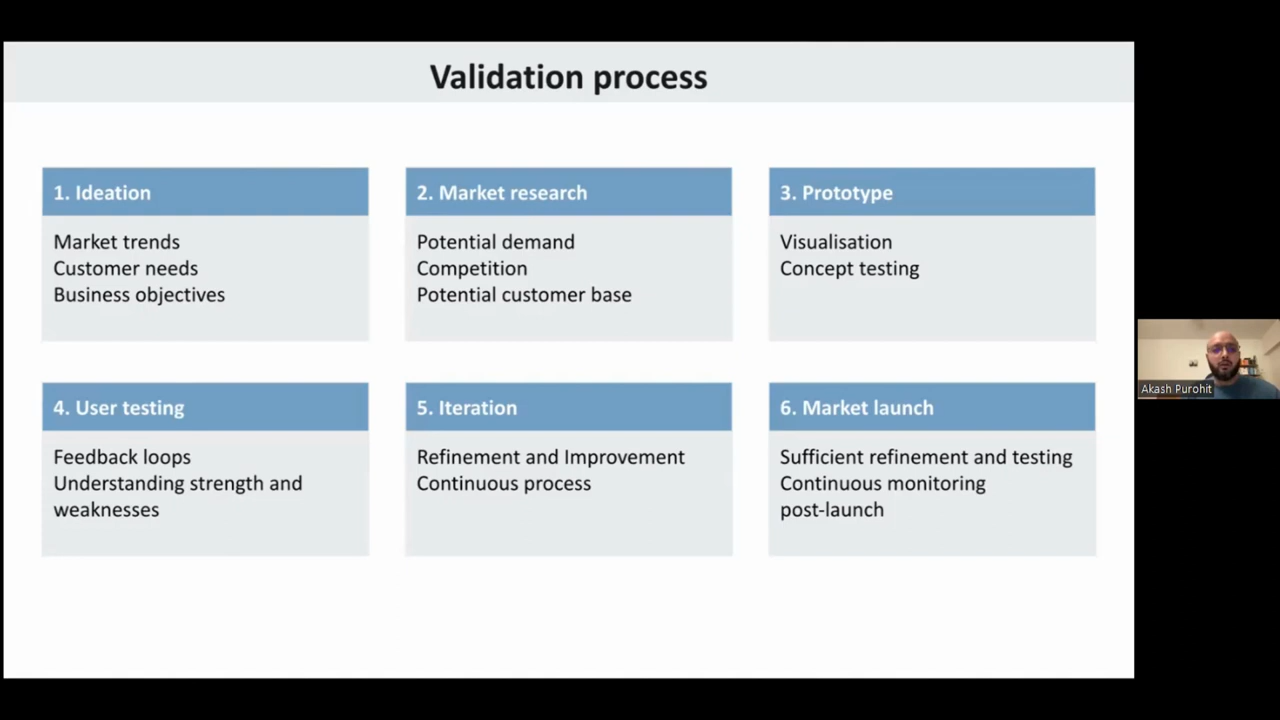 Validation process
1. Ideation
Market trends
Customer needs
Business objectives
2. Market research
Potential demand
Competition
Potential customer base
3. Prototype
Visualisation
Concept testing
4. User testing
Feedback loops
Understanding strength and
weaknesses
5. Iteration
Refinement and Improvement
Continuous process
6. Market launch
Sufficient refinement and testing
Continuous monitoring
post-launch
Akash Purohit